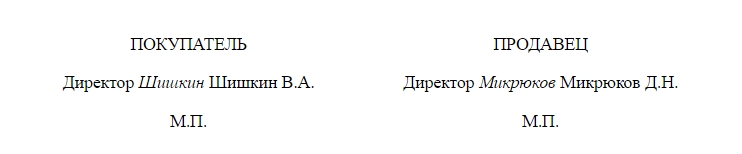 ПОКУПАТЕЛЬ ПРОДАВЕЦ
Директор Шишкин Шишкин В.А. Директор Микрюков Микрюков Д.Н.
М.П. М.П.